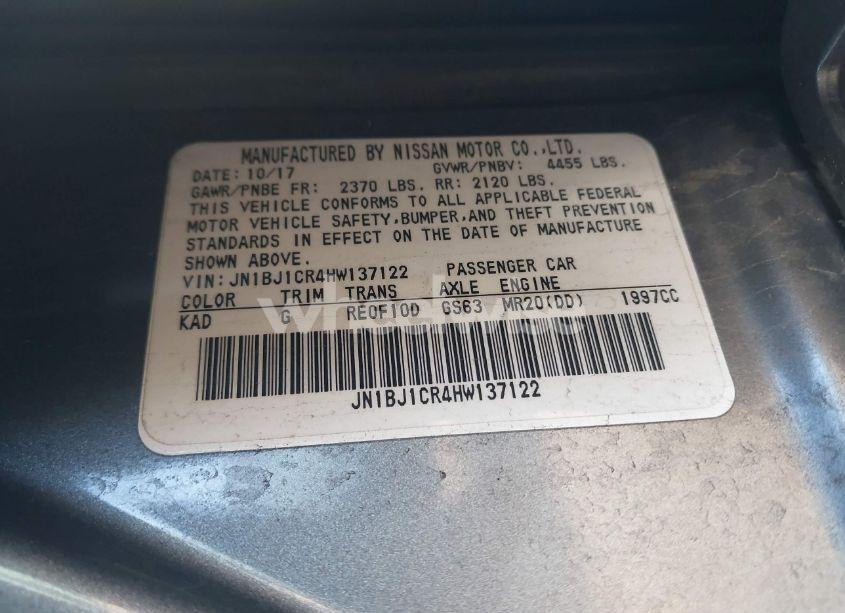 MANUFACTURED BY NISSAN MOTOR CO.,LTD.
DATE: 10/17 GVWR/PNBV: 4455 LBS.
GAWR/PNBE FR: 2370 LBS. RR: 2120 LBS.
THIS VEHICLE CONFORMS TO ALL APPLICABLE FEDERAL
MOTOR VEHICLE SAFETY,BUMPER,AND THEFT PREVENTION
STANDARDS IN EFFECT ON THE DATE OF MANUFACTURE
SHOWN ABOVE.
VIN:JN1BJ1CR4HW137122 PASSENGER CAR
COLOR TRIM TRANS AXLE ENGINE
KAD G RE0F10D GS63 MR20(DD) 1997CC
JN1BJ1CR4HW137122